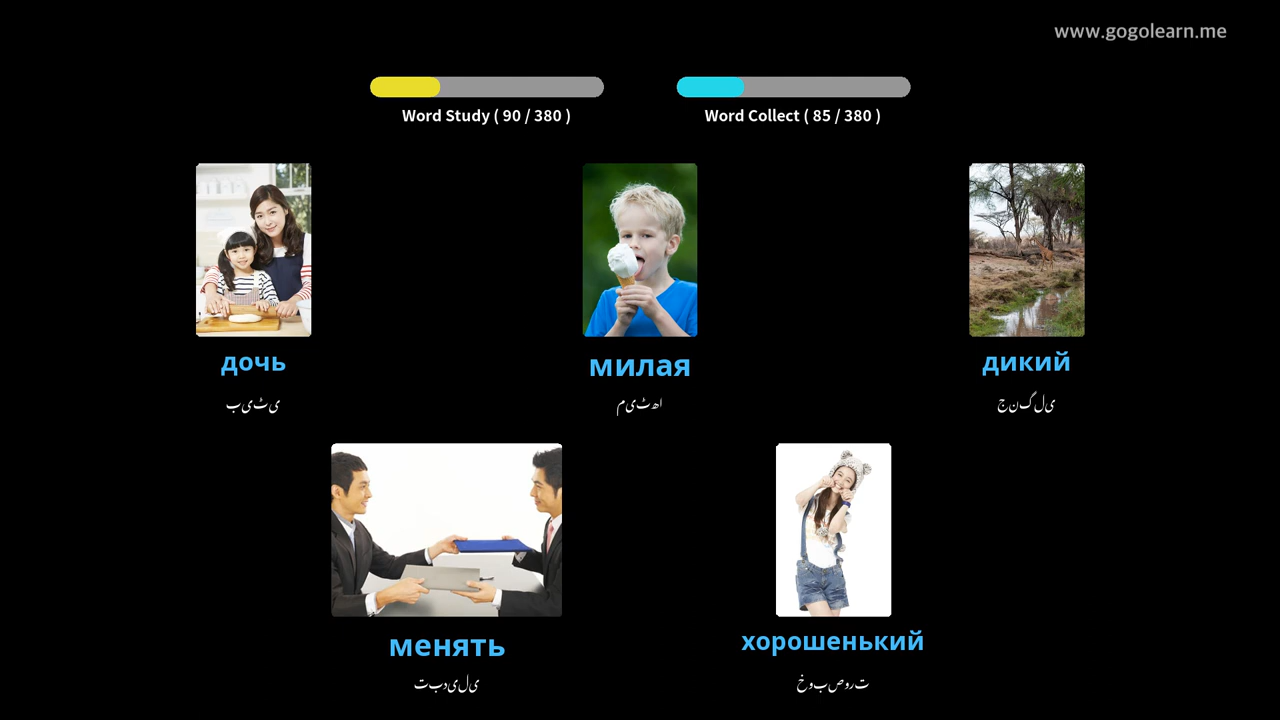 www.gogolearn.me
Word Study ( 90 / 380 )
Word Collect ( 85 / 380 )
дочь
بیٹی
милая
میٹھا
дикий
جنگلی
менять
تبدیلی
хорошенький
خوبصورت